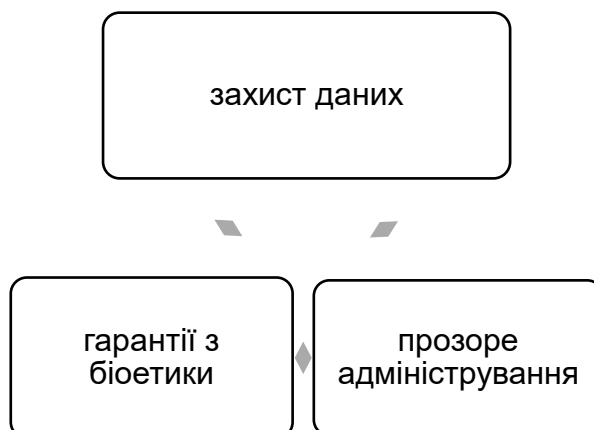 захист даних
гарантії з
біоетики
прозоре
адміністрування